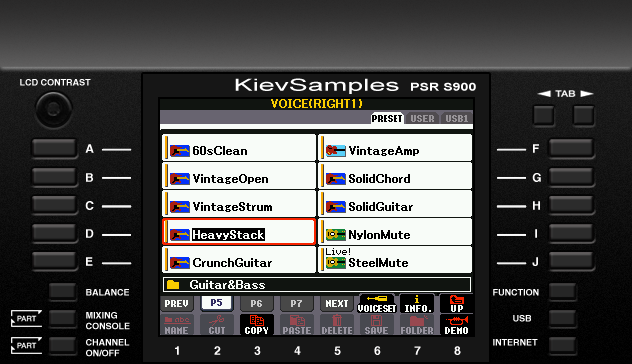 LCD CONTRAST
KievSamples PSR S900
TAB
VOICE(RIGHT1)
PRESET USER USB1
A 60sClean VintageAmp F
B VintageOpen SolidChord G
C VintageStrum SolidGuitar H
D HeavyStack NylonMute I
Live!
E CrunchGuitar SteelMute J
BALANCE Guitar&Bass FUNCTION
PREV P5 P6 P7 NEXT VOICESET INFO. UP
PART MIXING CONSOLE NAME CUT COPY PASTE DELETE SAVE FOLDER DEMO USB
PART CHANNEL ON/OFF 1 2 3 4 5 6 7 8 INTERNET